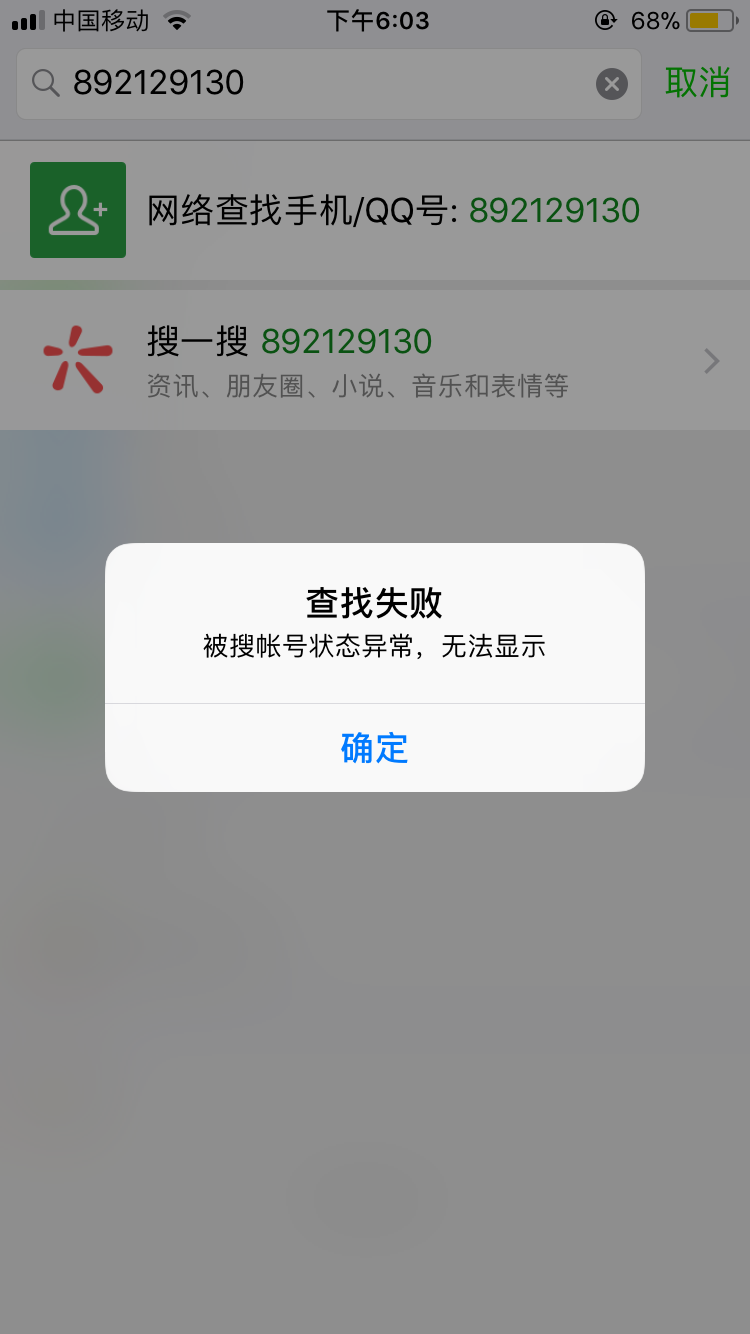 中国移动 下午6:03 68%
892129130 取消
网络查找手机/QQ号: 892129130
搜一搜 892129130
资讯、朋友圈、小说、音乐和表情等
查找失败
被搜帐号状态异常，无法显示
确定